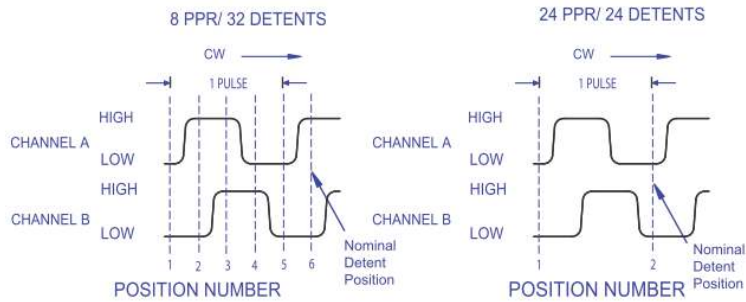 8 PPR/ 32 DETENTS
CW
1 PULSE
HIGH
CHANNEL A
LOW
HIGH
CHANNEL B
LOW
1 2 3 4 5 6
Nominal
Detent
Position
POSITION NUMBER
24 PPR/ 24 DETENTS
CW
1 PULSE
HIGH
CHANNEL A
LOW
HIGH
CHANNEL B
LOW
1 2
Nominal
Detent
Position
POSITION NUMBER